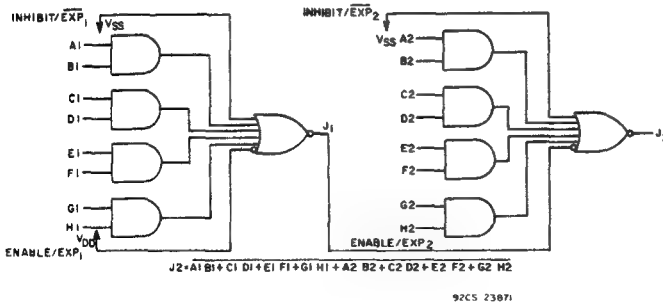 INHIBIT/EXP1
VSS
A1
B1
C1
D1
E1
F1
G1
H1
VDD
ENABLE/EXP1
J1
INHIBIT/EXP2
VSS
A2
B2
C2
D2
E2
F2
G2
H2
ENABLE/EXP2
J2=A1 B1+C1 D1+E1 F1+G1 H1+A2 B2+C2 D2+E2 F2+G2 H2
92CS 23871